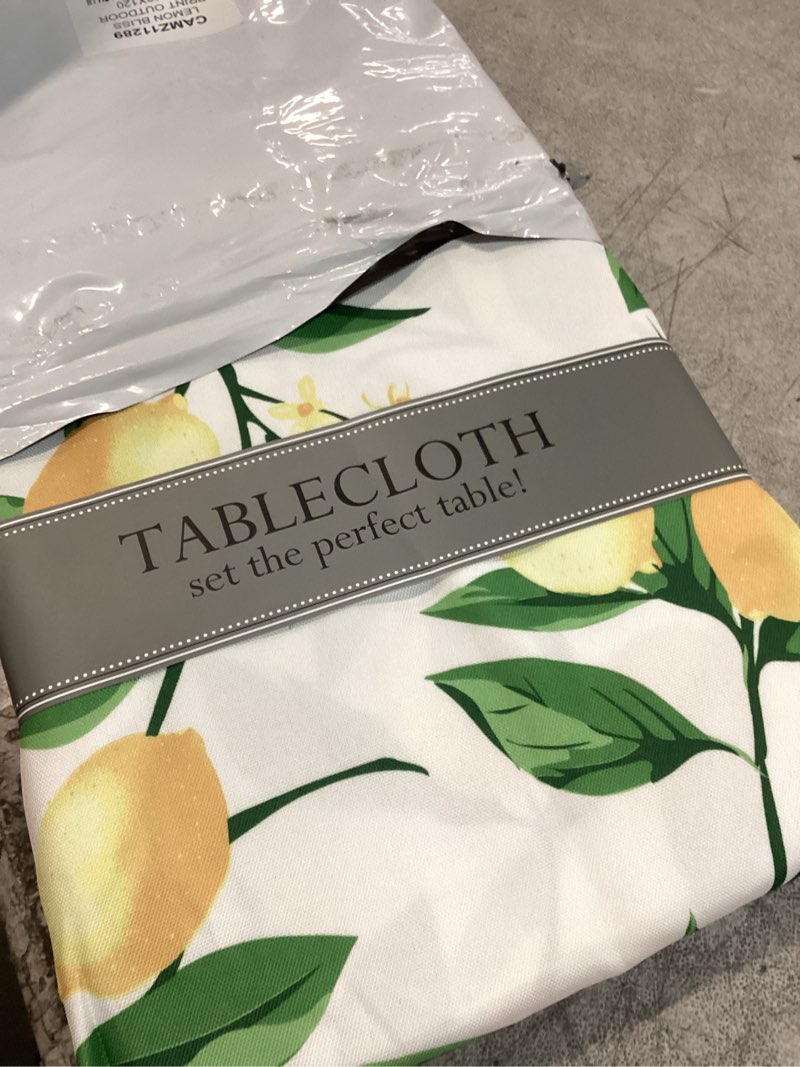 CAMZ11289
LEMON BLISS
PRINT OUTDOOR
TABLECLOTH
set the perfect table!